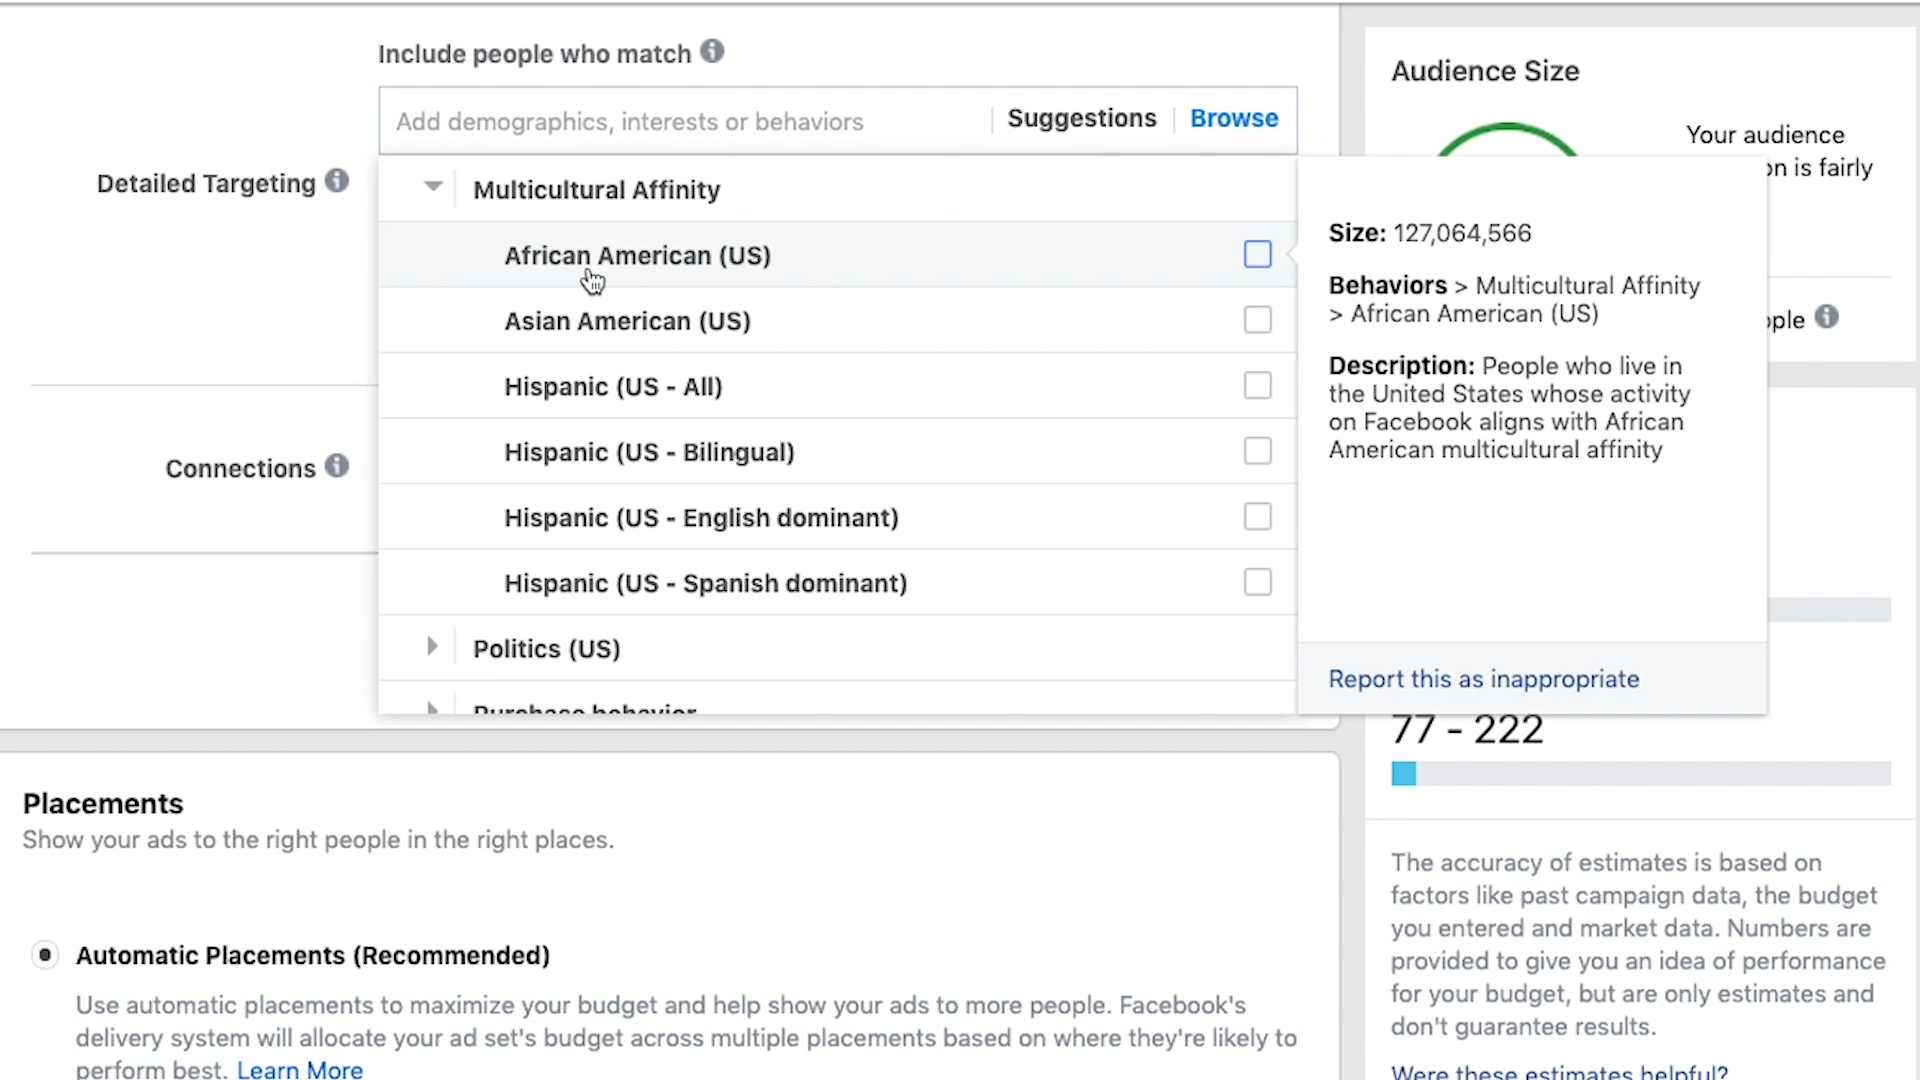 Include people who match
Add demographics, interests or behaviors
Suggestions
Browse
Detailed Targeting
Multicultural Affinity
African American (US)
Asian American (US)
Hispanic (US - All)
Hispanic (US - Bilingual)
Hispanic (US - English dominant)
Hispanic (US - Spanish dominant)
Politics (US)
Purchase behavior
Connections
Size: 127,064,566
Behaviors > Multicultural Affinity
> African American (US)
Description: People who live in
the United States whose activity
on Facebook aligns with African
American multicultural affinity
Report this as inappropriate
Audience Size
Your audience
is fairly
77 - 222
The accuracy of estimates is based on
factors like past campaign data, the budget
you entered and market data. Numbers are
provided to give you an idea of performance
for your budget, but are only estimates and
don't guarantee results.
Were these estimates helpful?
Placements
Show your ads to the right people in the right places.
Automatic Placements (Recommended)
Use automatic placements to maximize your budget and help show your ads to more people. Facebook's
delivery system will allocate your ad set's budget across multiple placements based on where they're likely to
perform best. Learn More